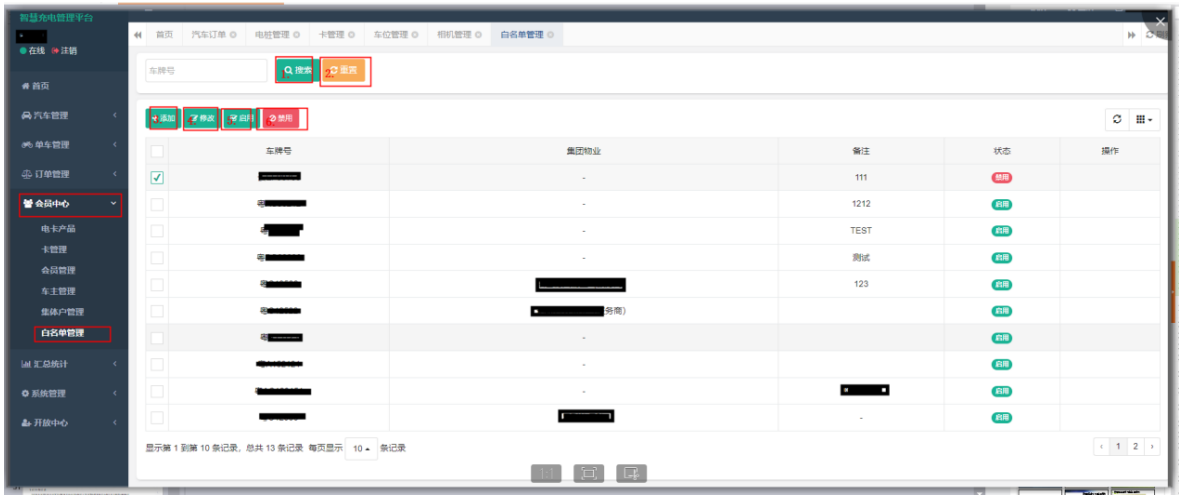 智慧充电管理平台
在线 注销
首页 汽车订单 电桩管理 卡管理 车位管理 相机管理 白名单管理
车牌号 1. 搜索 2. 重置
首页
汽车管理
单车管理
订单管理
会员中心
电卡产品
卡管理
会员管理
车主管理
集体户管理
白名单管理
汇总统计
系统管理
开放中心
添加 修改 启用 禁用
车牌号 集团物业 备注 状态 操作
- 111 禁用
粤 - 1212 启用
- TEST 启用
- 测试 启用
123 启用
务商) 启用
粤 - 启用
- 启用
启用
- 启用
显示第 1 到第 10 条记录，总共 13 条记录 每页显示 10 条记录
‹ 1 2 ›